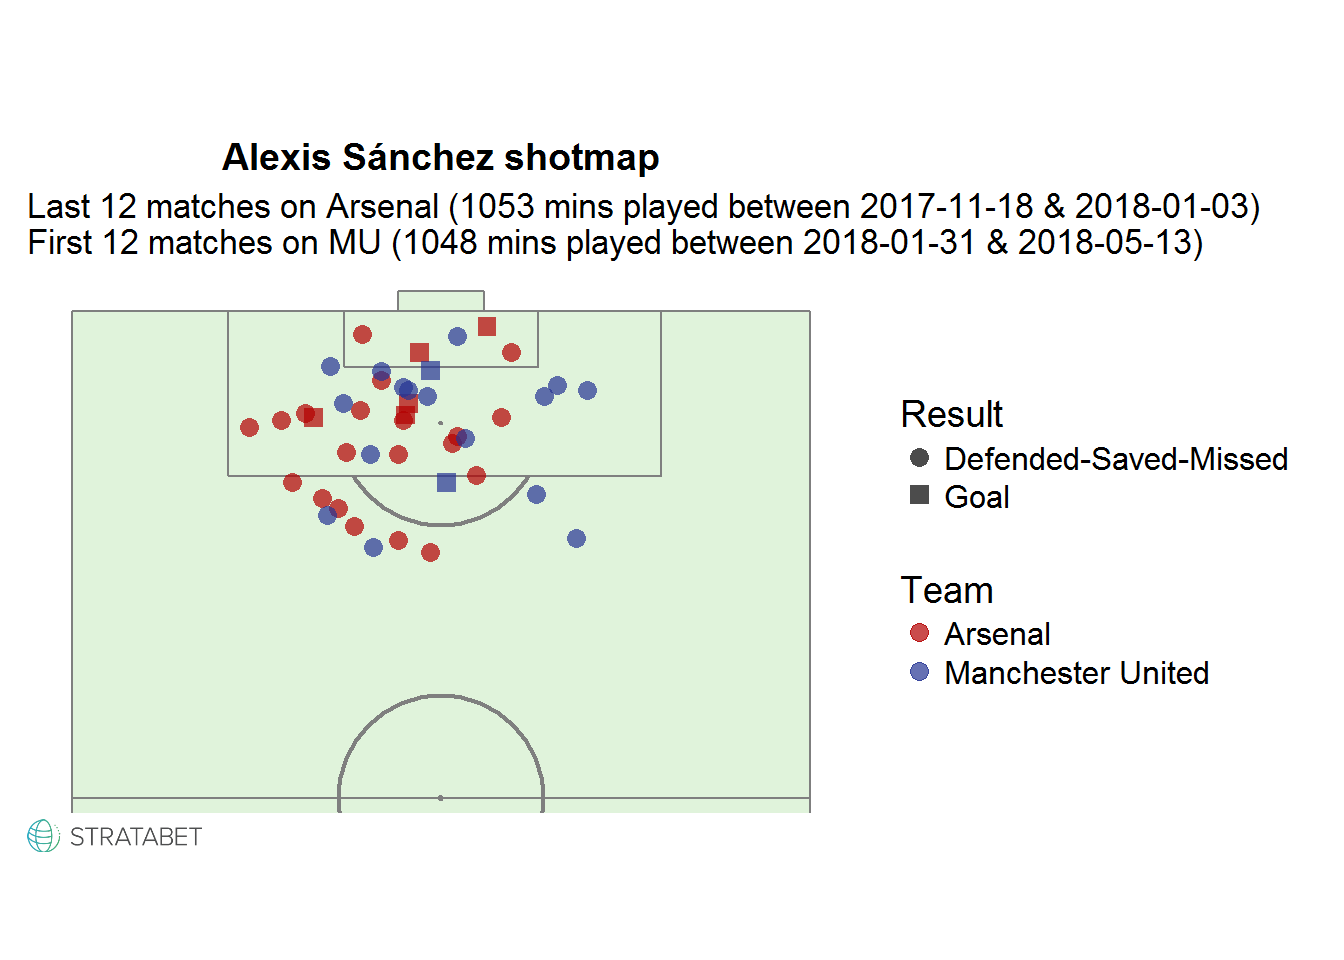 Alexis Sánchez shotmap
Last 12 matches on Arsenal (1053 mins played between 2017-11-18 & 2018-01-03)
First 12 matches on MU (1048 mins played between 2018-01-31 & 2018-05-13)
Result
Defended-Saved-Missed
Goal
Team
Arsenal
Manchester United
STRATABET